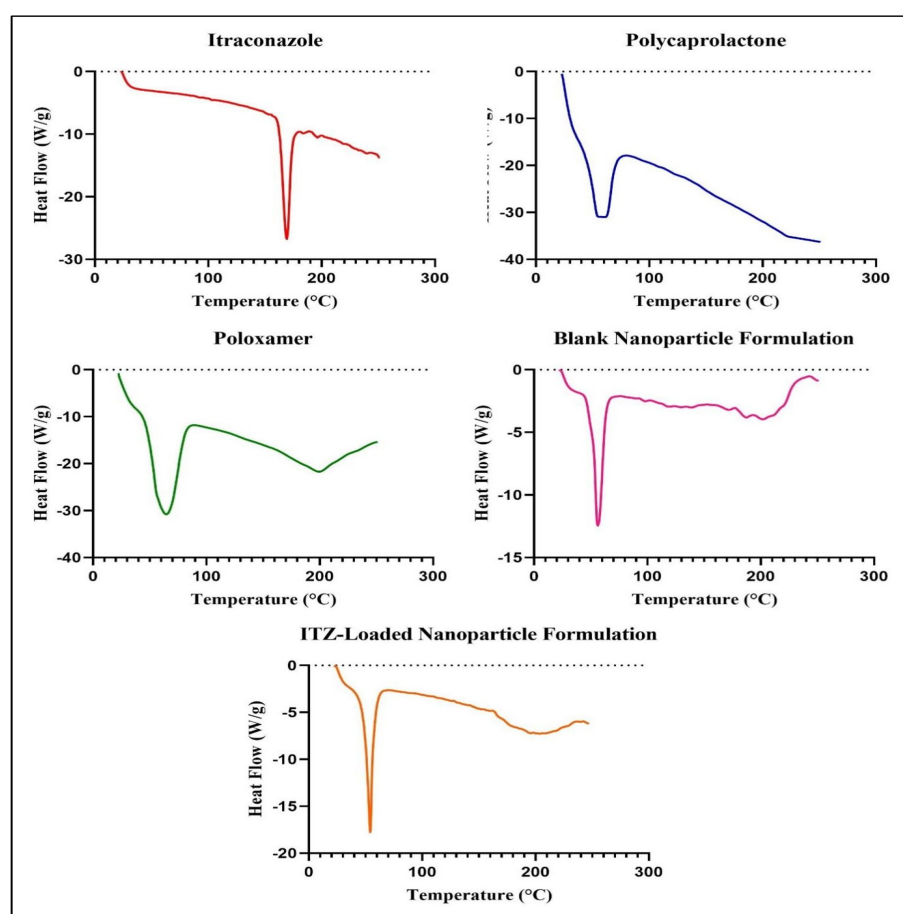 Itraconazole
0
-10
-20
-30
Heat Flow (W/g)
0 100 200 300
Temperature (°C)
Polycaprolactone
0
-10
-20
-30
-40
0 100 200 300
Temperature (°C)
Poloxamer
0
-10
-20
-30
-40
Heat Flow (W/g)
0 100 200 300
Temperature (°C)
Blank Nanoparticle Formulation
0
-5
-10
-15
Heat Flow (W/g)
0 100 200 300
Temperature (°C)
ITZ-Loaded Nanoparticle Formulation
0
-5
-10
-15
-20
Heat Flow (W/g)
0 100 200 300
Temperature (°C)